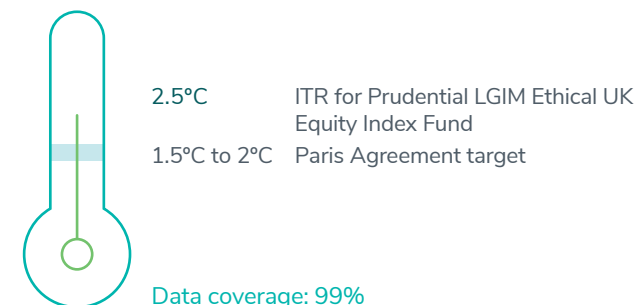 2.5°C ITR for Prudential LGIM Ethical UK
Equity Index Fund
1.5°C to 2°C Paris Agreement target
Data coverage: 99%